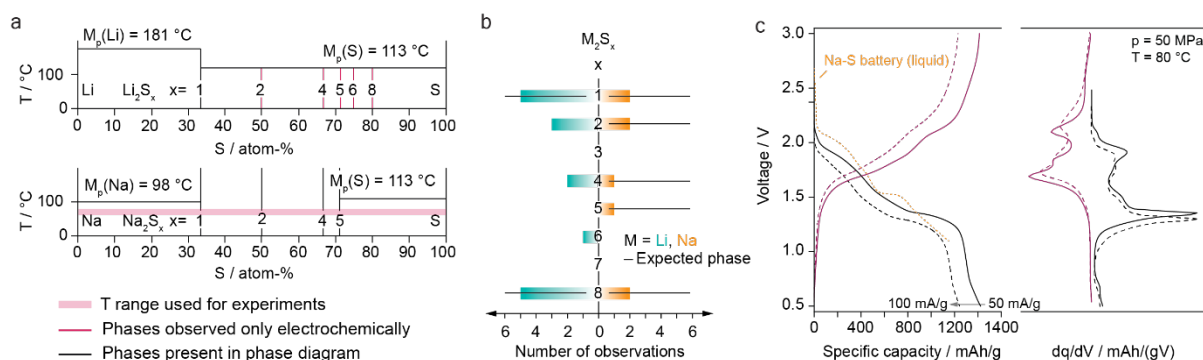 a
M_p(Li) = 181 °C
M_p(S) = 113 °C
T / °C
100
0
Li Li₂Sₓ x= 1 2 4 5 6 8 S
0 10 20 30 40 50 60 70 80 90 100
S / atom-%
M_p(Na) = 98 °C
M_p(S) = 113 °C
T / °C
100
0
Na Na₂Sₓ x= 1 2 4 5 S
0 10 20 30 40 50 60 70 80 90 100
S / atom-%
T range used for experiments
Phases observed only electrochemically
Phases present in phase diagram
b
M₂Sₓ
x
1
2
3
4
5
6
7
8
M = Li, Na
Expected phase
6 4 2 0 2 4 6
Number of observations
c
Na-S battery (liquid)
p = 50 MPa
T = 80 °C
Voltage / V
3.0
2.5
2.0
1.5
1.0
0.5
100 mA/g 50 mA/g
0 400 800 1200 1400
Specific capacity / mAh/g
dq/dV / mAh/(gV)